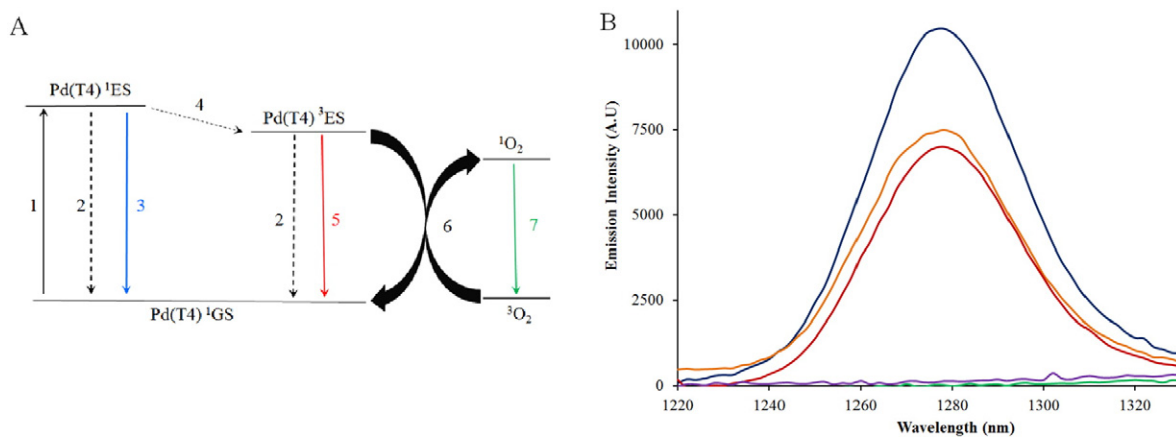 A
Pd(T4) ¹ES
4
Pd(T4) ³ES
¹O₂
1
2
3
2
5
6
7
Pd(T4) ¹GS
³O₂
B
Emission Intensity (A.U)
10000
7500
5000
2500
0
1220
1240
1260
1280
1300
1320
Wavelength (nm)